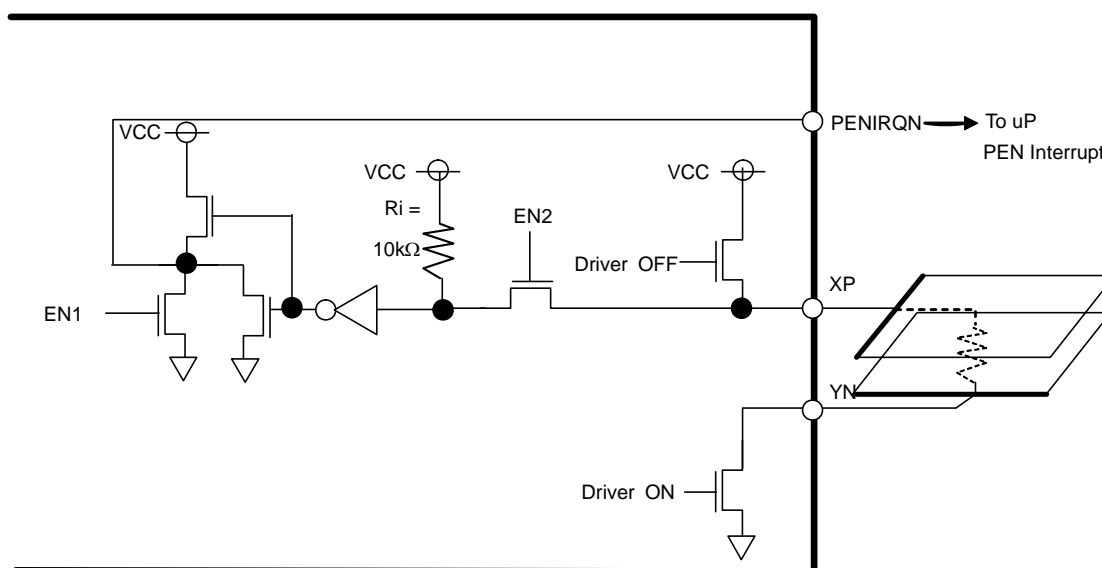 VCC
PENIRQN
To uP
PEN Interrupt
VCC
VCC
Ri =
EN2
10kΩ
Driver OFF
XP
EN1
YN
Driver ON